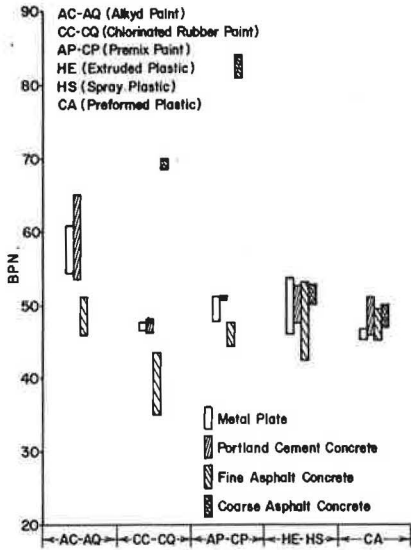 AC-AQ (Alkyd Paint)
CC-CQ (Chlorinated Rubber Paint)
AP-CP (Premix Paint)
HE (Extruded Plastic)
HS (Spray Plastic)
CA (Preformed Plastic)
90
80
70
60
50
40
30
20
BPN
Metal Plate
Portland Cement Concrete
Fine Asphalt Concrete
Coarse Asphalt Concrete
AC-AQ CC-CQ AP-CP HE-HS CA